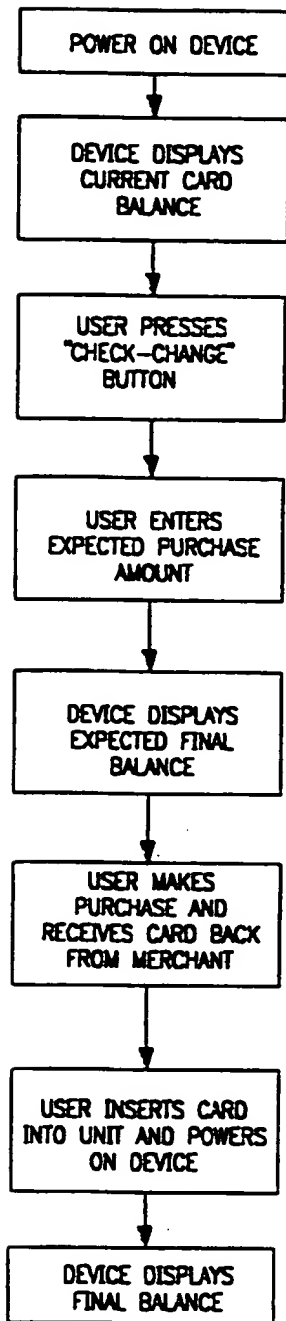 POWER ON DEVICE
DEVICE DISPLAYS
CURRENT CARD
BALANCE
USER PRESSES
"CHECK-CHANGE"
BUTTON
USER ENTERS
EXPECTED PURCHASE
AMOUNT
DEVICE DISPLAYS
EXPECTED FINAL
BALANCE
USER MAKES
PURCHASE AND
RECEIVES CARD BACK
FROM MERCHANT
USER INSERTS CARD
INTO UNIT AND POWERS
ON DEVICE
DEVICE DISPLAYS
FINAL BALANCE